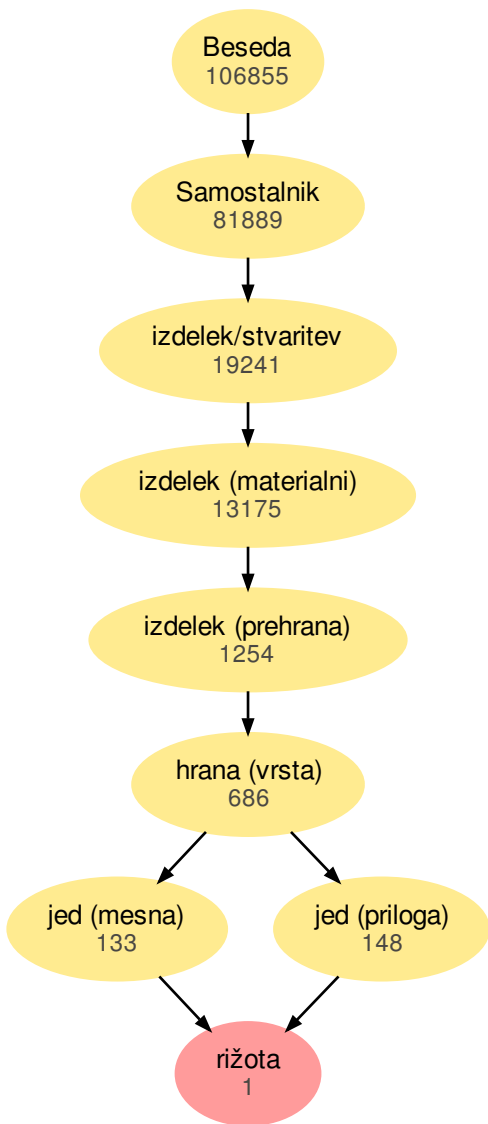 Beseda
106855
Samostalnik
81889
izdelek/stvaritev
19241
izdelek (materialni)
13175
izdelek (prehrana)
1254
hrana (vrsta)
686
jed (mesna)
133
jed (priloga)
148
rižota
1